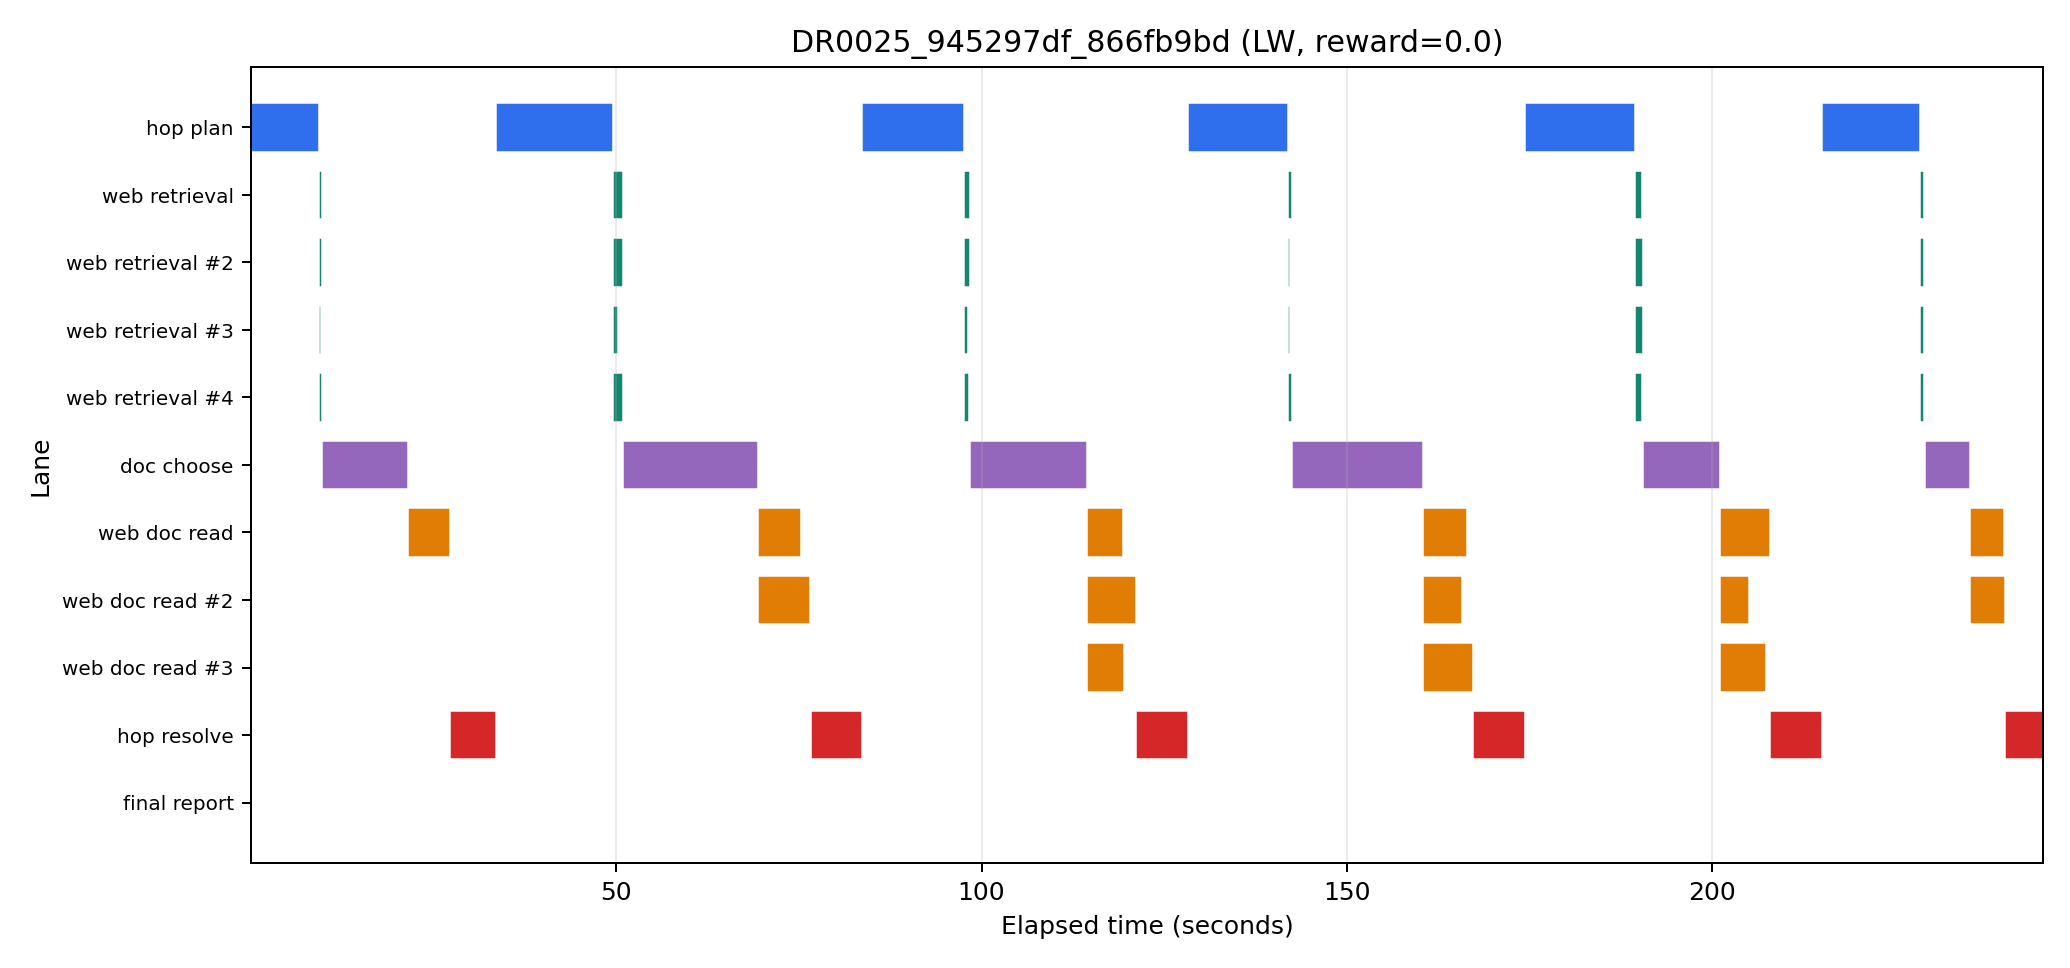 DR0025_945297df_866fb9bd (LW, reward=0.0)
hop plan
web retrieval
web retrieval #2
web retrieval #3
web retrieval #4
doc choose
web doc read
web doc read #2
web doc read #3
hop resolve
final report
Lane
50 100 150 200
Elapsed time (seconds)